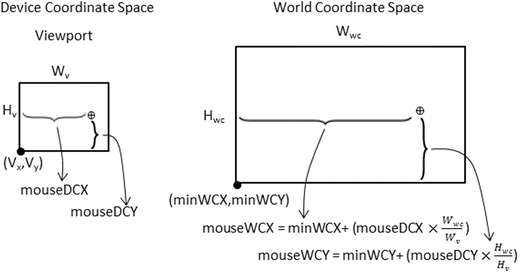 Device Coordinate Space
World Coordinate Space
Viewport
W_wc
W_v
H_v
H_wc
(V_x,V_y)
mouseDCX
mouseDCY
(minWCX,minWCY)
mouseWCX = minWCX+ (mouseDCX × W_wc/W_v)
mouseWCY = minWCY+ (mouseDCY × H_wc/H_v)